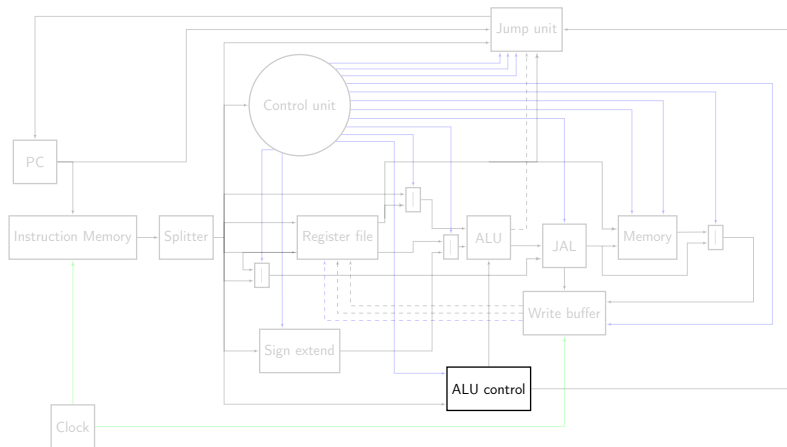 Jump unit
Control unit
PC
Instruction Memory
Splitter
Register file
ALU
JAL
Memory
Write buffer
Sign extend
ALU control
Clock